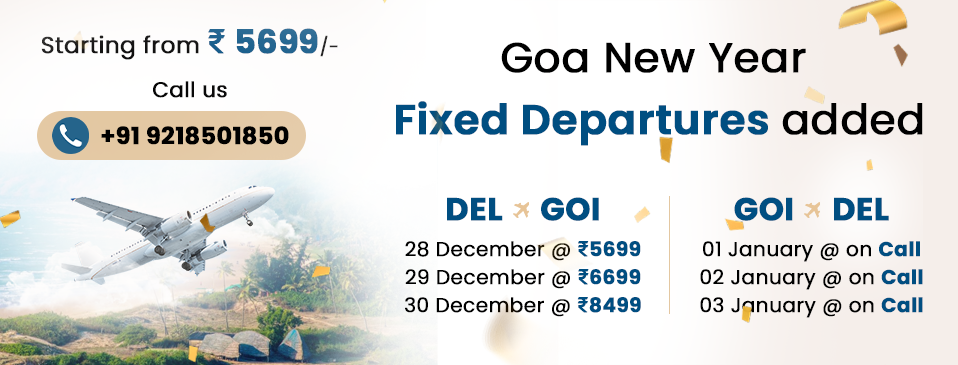 Starting from ₹ 5699/-
Call us
+91 9218501850
Goa New Year
Fixed Departures added
DEL GOI
28 December @ ₹5699
29 December @ ₹6699
30 December @ ₹8499
GOI DEL
01 January @ on Call
02 January @ on Call
03 January @ on Call